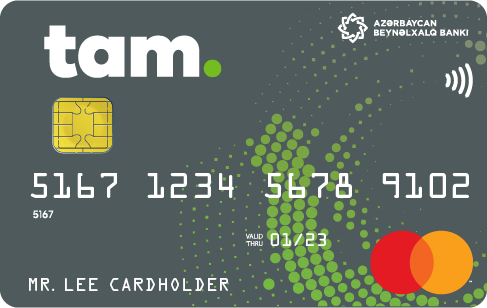 tam.
AZƏRBAYCAN
BEYNƏLXALQ BANKI
5167 1234 5678 9102
5167
VALID
THRU 01/23
MR. LEE CARDHOLDER